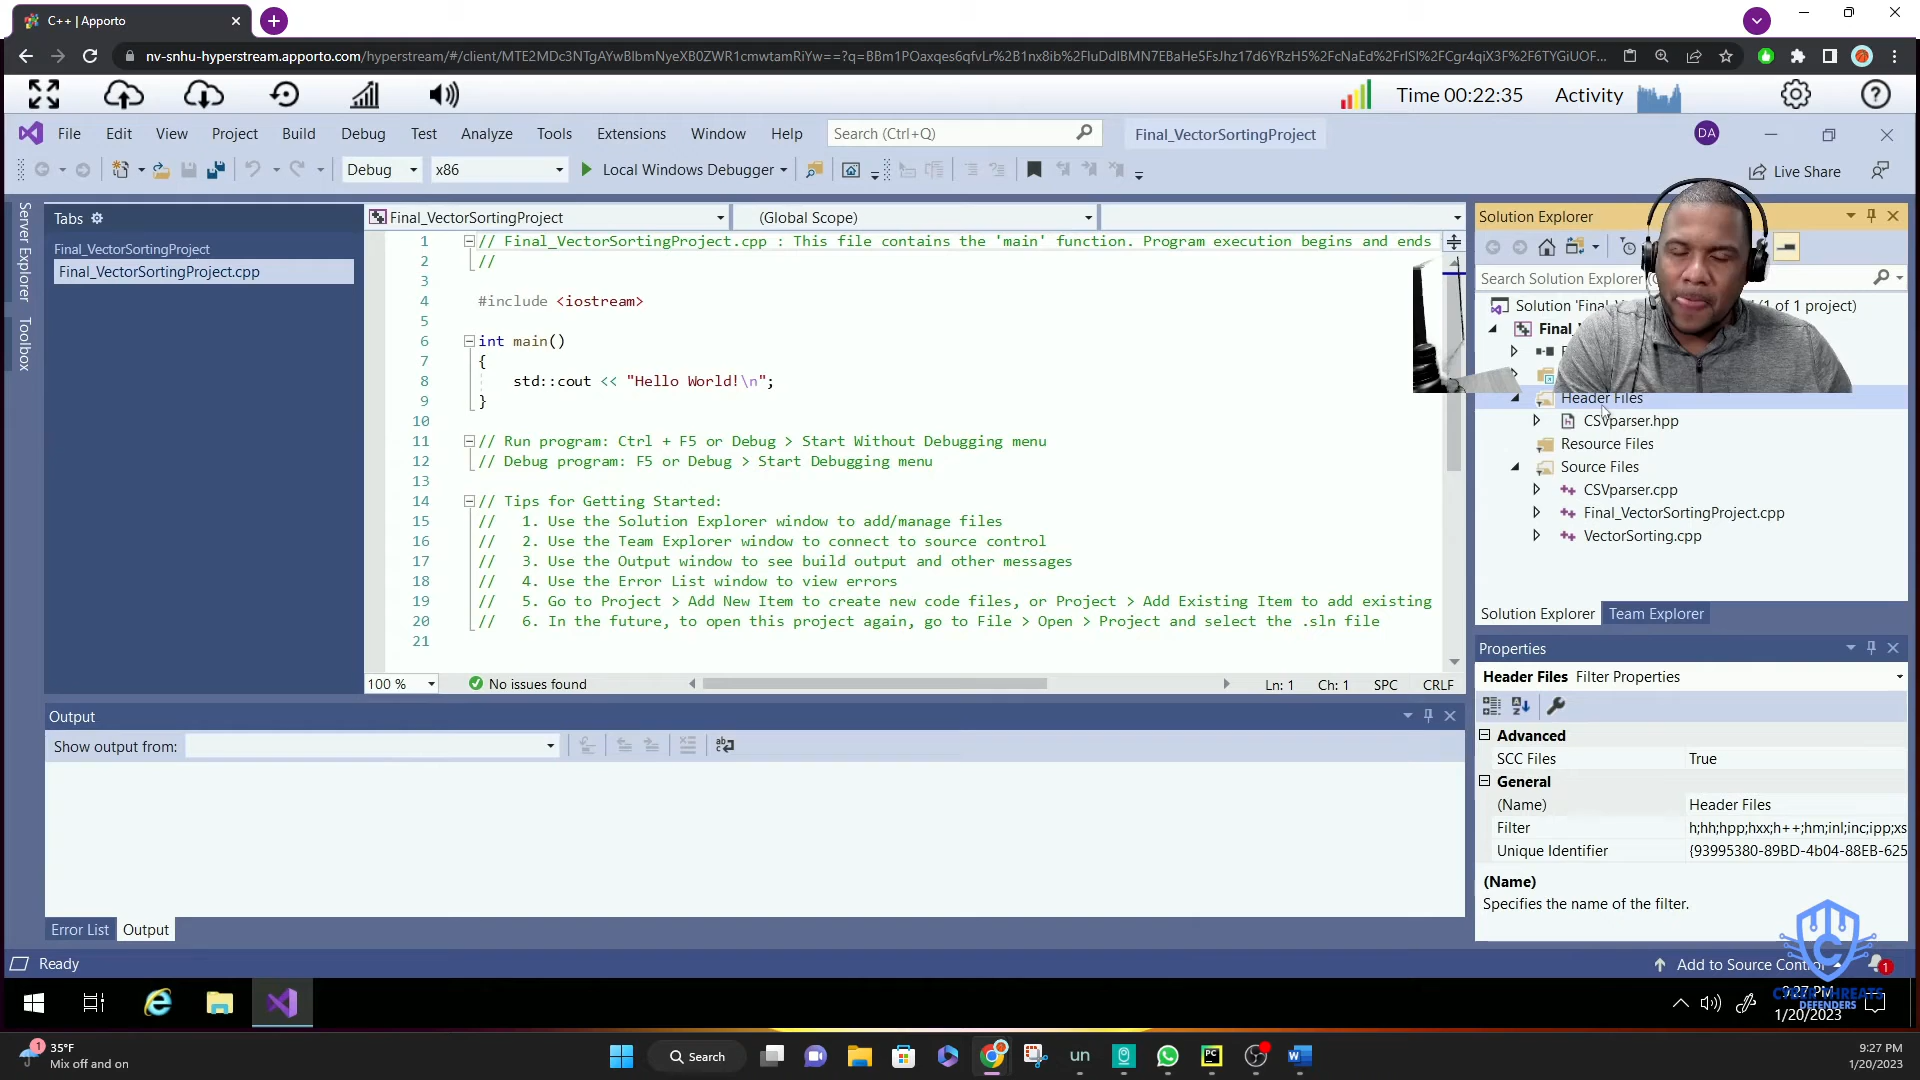 C++ | Apporto
nv-snhu-hyperstream.apporto.com/hyperstream/#/client/MTE2MDc3NTgAYwBlbmNyeXB0ZWR1cmwtamRiYw==?q=BBm1POaxqes6qfvLr%2B1nx8ib%2FIuDdIBMN7EBaHe5FsJhz17d6YRzH5%2FcNaEd%2FrlSl%2FCgr4qiX3F%2F6TYGiUOF...
Time 00:22:35 Activity
File Edit View Project Build Debug Test Analyze Tools Extensions Window Help Search (Ctrl+Q) Final_VectorSortingProject DA
Debug x86 Local Windows Debugger Live Share
Server Explorer
Toolbox
Tabs
Final_VectorSortingProject
Final_VectorSortingProject.cpp
Final_VectorSortingProject (Global Scope)
1 // Final_VectorSortingProject.cpp : This file contains the 'main' function. Program execution begins and ends
2 //
3
4 #include <iostream>
5
6 int main()
7 {
8 std::cout << "Hello World!\n";
9 }
10
11 // Run program: Ctrl + F5 or Debug > Start Without Debugging menu
12 // Debug program: F5 or Debug > Start Debugging menu
13
14 // Tips for Getting Started:
15 // 1. Use the Solution Explorer window to add/manage files
16 // 2. Use the Team Explorer window to connect to source control
17 // 3. Use the Output window to see build output and other messages
18 // 4. Use the Error List window to view errors
19 // 5. Go to Project > Add New Item to create new code files, or Project > Add Existing Item to add existing
20 // 6. In the future, to open this project again, go to File > Open > Project and select the .sln file
21
100 % No issues found Ln: 1 Ch: 1 SPC CRLF
Output
Show output from:
Error List Output
Solution Explorer
Search Solution Explorer
Solution 'Final_ (1 of 1 project)
Final_
Header Files
CSVparser.hpp
Resource Files
Source Files
CSVparser.cpp
Final_VectorSortingProject.cpp
VectorSorting.cpp
Solution Explorer Team Explorer
Properties
Header Files Filter Properties
Advanced
SCC Files True
General
(Name) Header Files
Filter h;hh;hpp;hxx;h++;hm;inl;inc;ipp;xs
Unique Identifier {93995380-89BD-4b04-88EB-625
(Name)
Specifies the name of the filter.
Ready Add to Source Control 1
CYBER THREATS
DEFENDERS
9:27 PM
1/20/2023
1 35°F
Mix off and on
Search
un
PC
W
9:27 PM
1/20/2023